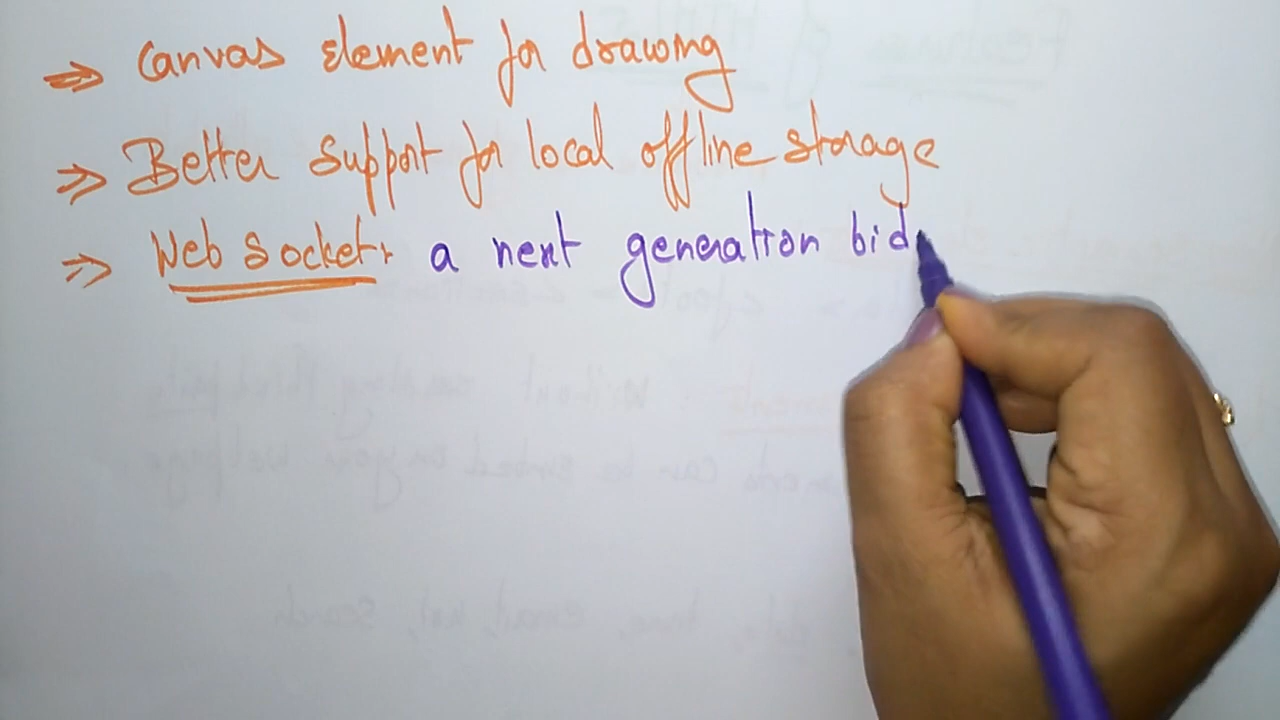 ⇒ Canvas element for drawing
⇒ Better support for local offline storage
⇒ Web Socket: a next generation bid